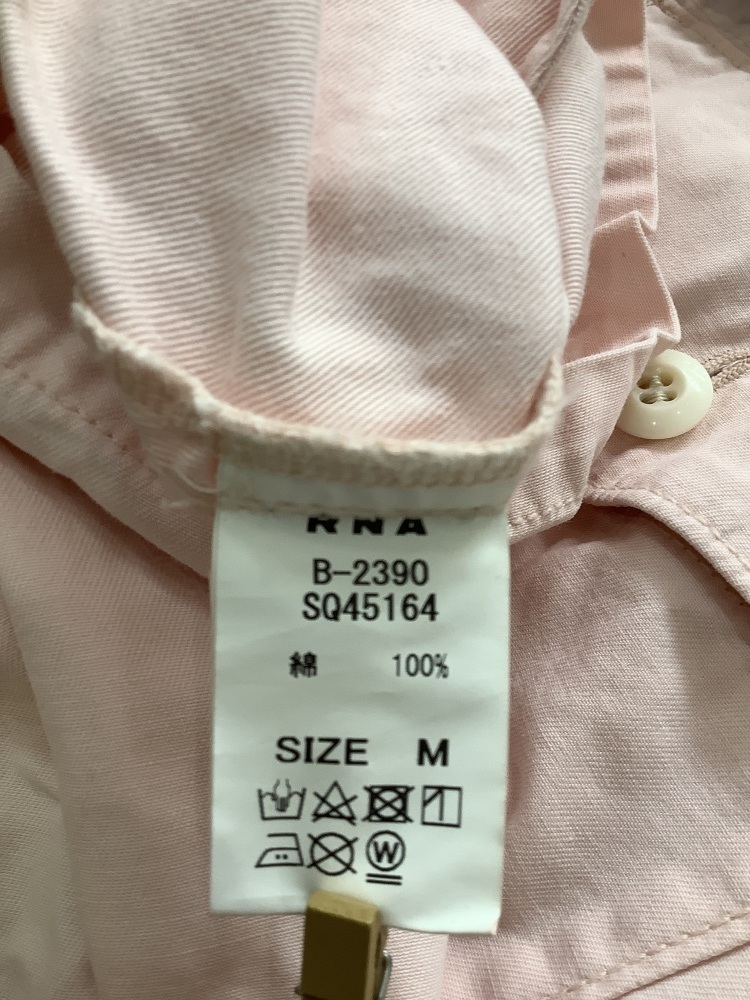 RNA
B-2390
SQ45164
綿 100%
SIZE M
W